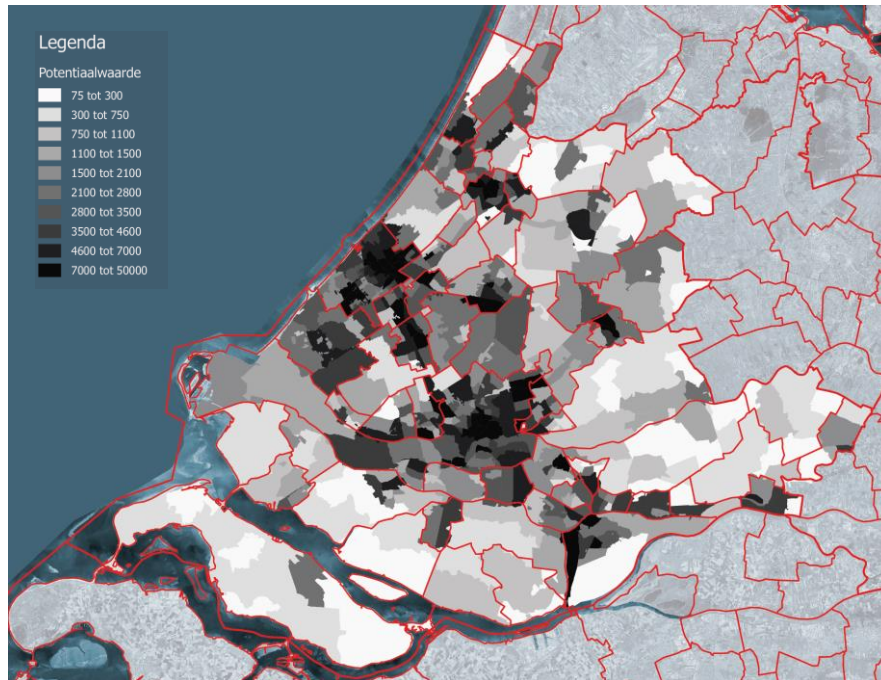 Legenda
Potentiaalwaarde
75 tot 300
300 tot 750
750 tot 1100
1100 tot 1500
1500 tot 2100
2100 tot 2800
2800 tot 3500
3500 tot 4600
4600 tot 7000
7000 tot 50000